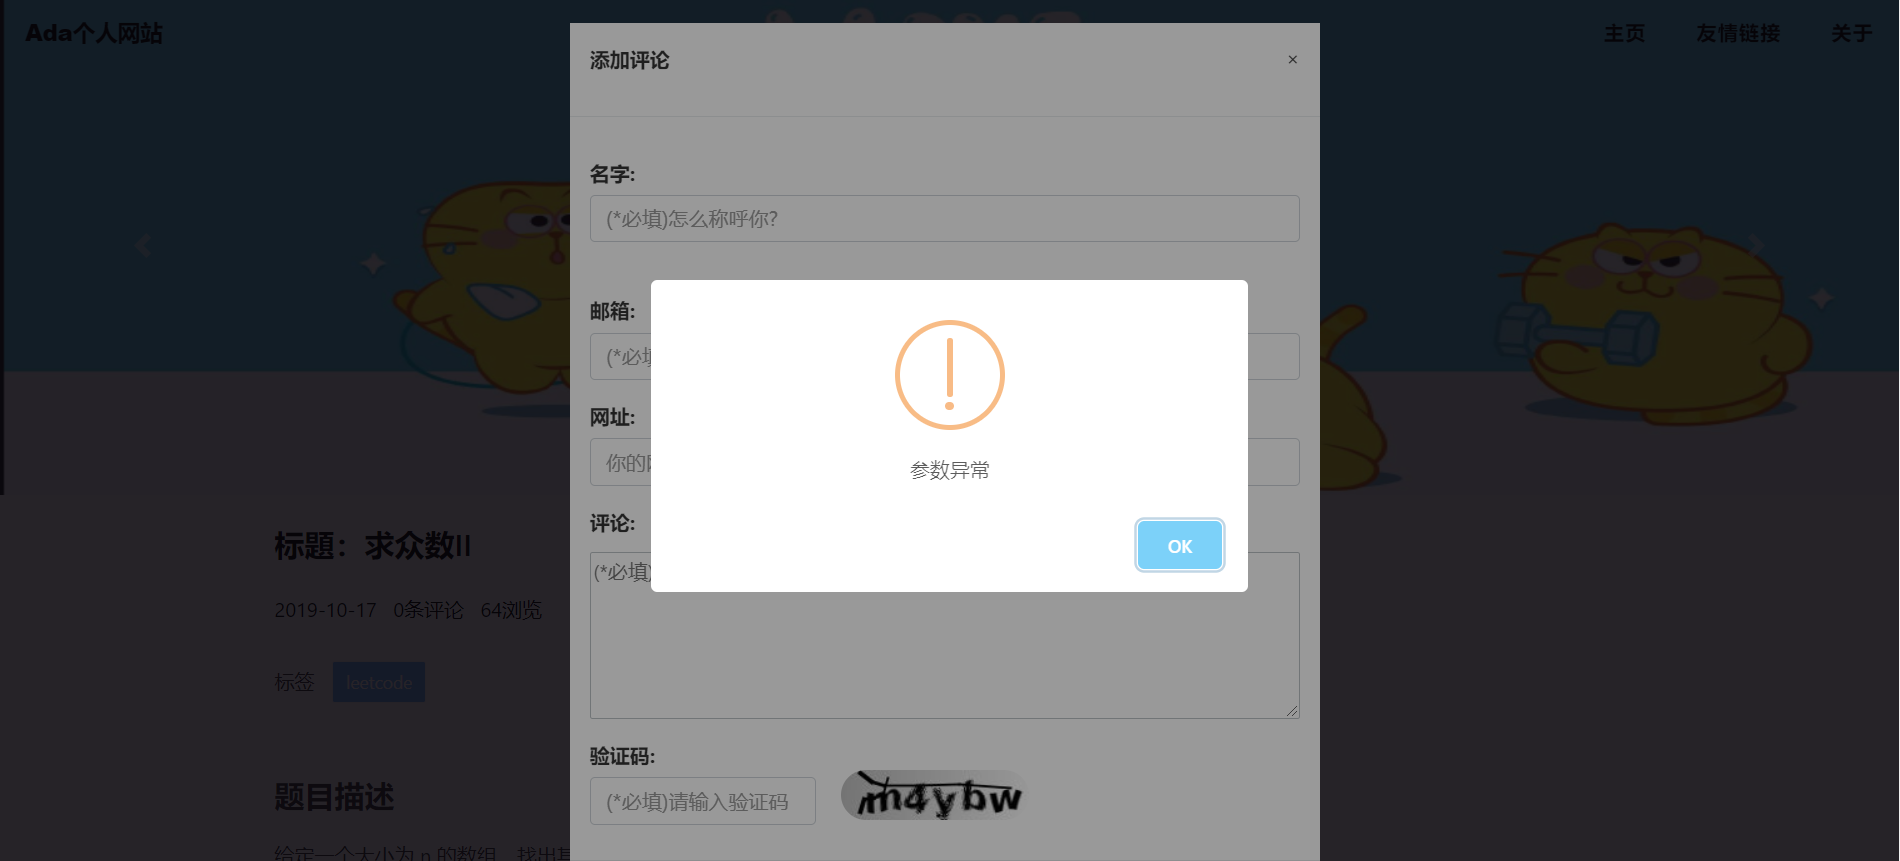 Ada个人网站
主页 友情链接 关于
添加评论
×
名字:
(*必填)怎么称呼你?
邮箱:
(*必填
网址:
你的
参数异常
OK
评论:
(*必填)
验证码:
(*必填)请输入验证码
m4ybw
标题：求众数II
2019-10-17 0条评论 64浏览
标签 leetcode
题目描述
给定一个大小为 n 的数组，找出其